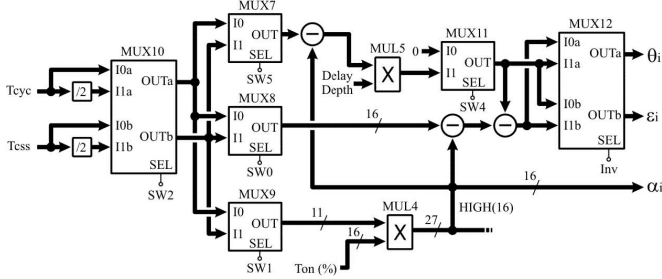 MUX7
I0
OUT
I1
SEL
SW5
MUX10
I0a
OUTa
I1a
/2
Tcyc
I0b
OUTb
I1b
/2
Tcss
SEL
SW2
MUX8
I0
OUT
I1
SEL
SW0
16
MUX9
I0
OUT
I1
SEL
SW1
11
16
Ton (%)
MUL4
X
27
HIGH(16)
−
MUL5
X
Delay
Depth
MUX11
0
I0
OUT
I1
SEL
SW4
−
−
MUX12
I0a
OUTa
I1a
I0b
OUTb
I1b
SEL
Inv
θi
εi
16
αi